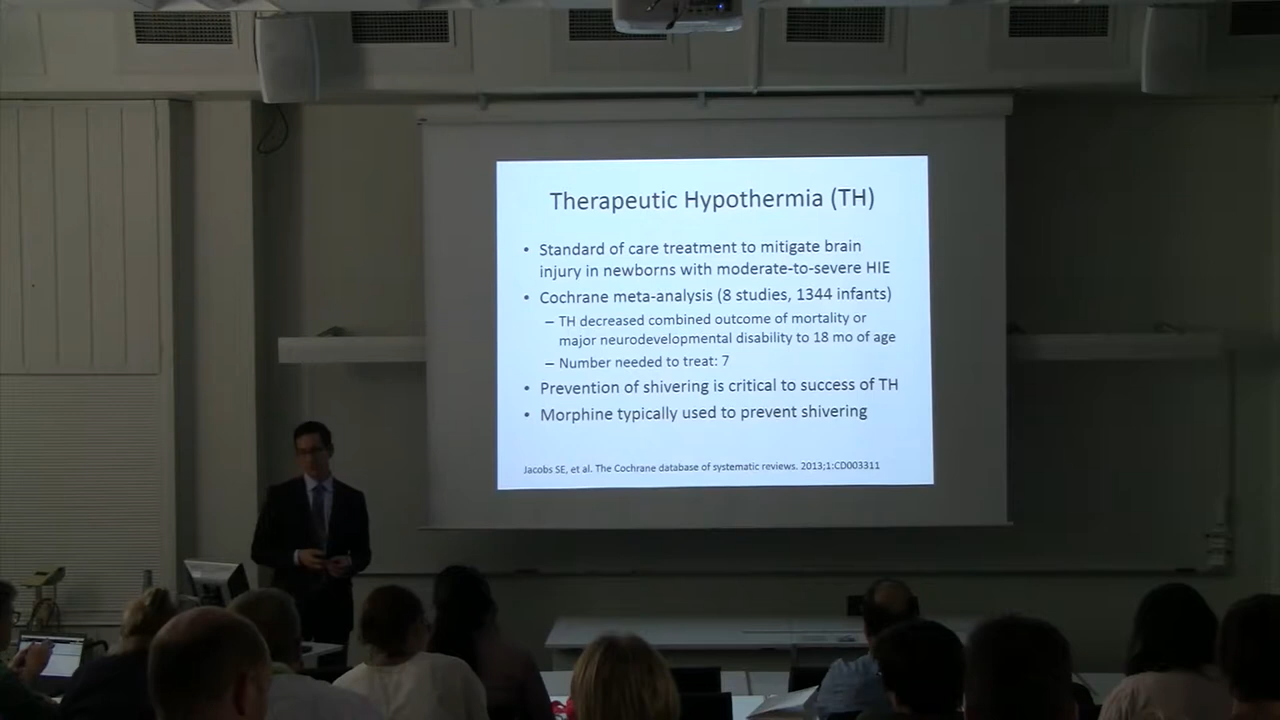 Therapeutic Hypothermia (TH)
• Standard of care treatment to mitigate brain
injury in newborns with moderate-to-severe HIE
• Cochrane meta-analysis (8 studies, 1344 infants)
– TH decreased combined outcome of mortality or
major neurodevelopmental disability to 18 mo of age
– Number needed to treat: 7
• Prevention of shivering is critical to success of TH
• Morphine typically used to prevent shivering
Jacobs SE, et al. The Cochrane database of systematic reviews. 2013;1:CD003311